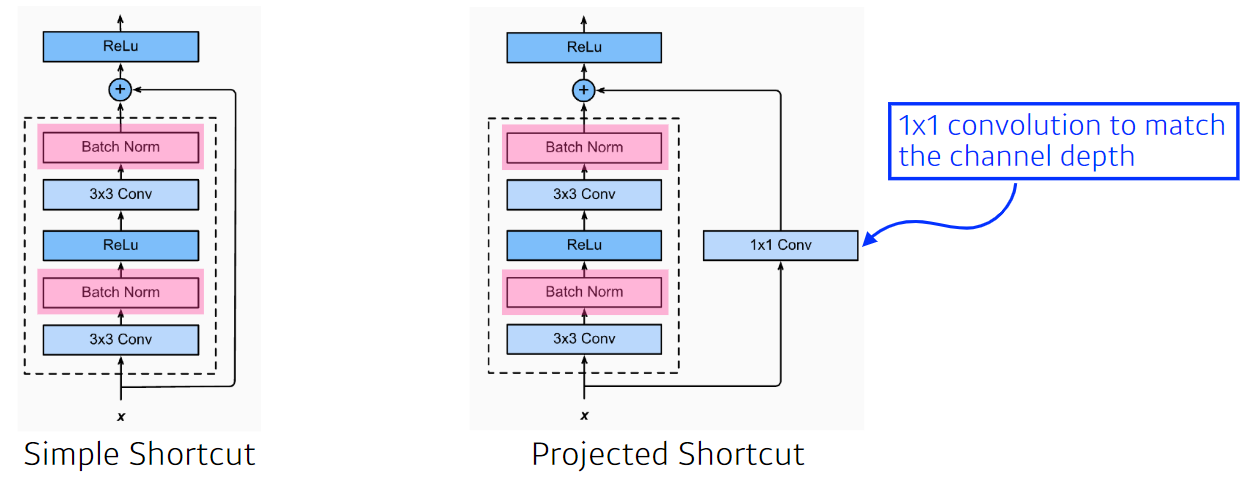 ReLu
+
Batch Norm
3x3 Conv
ReLu
Batch Norm
3x3 Conv
x
Simple Shortcut
ReLu
+
Batch Norm
3x3 Conv
ReLu
Batch Norm
3x3 Conv
x
1x1 Conv
Projected Shortcut
1x1 convolution to match
the channel depth